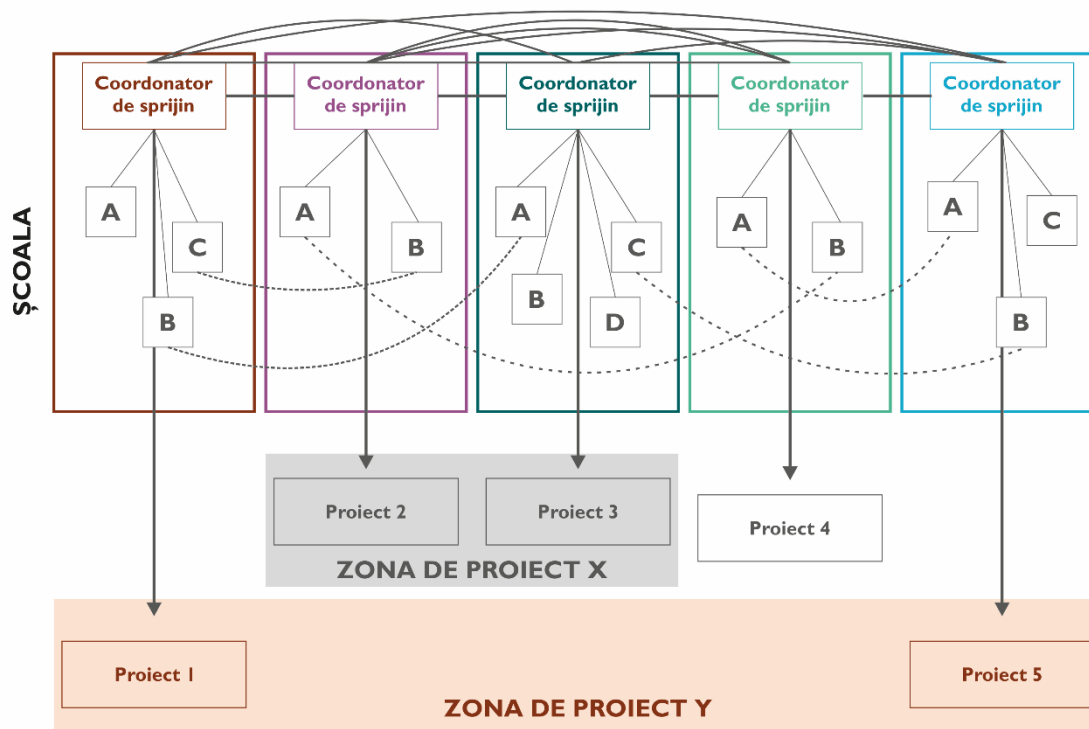 Coordonator
de sprijin
Coordonator
de sprijin
Coordonator
de sprijin
Coordonator
de sprijin
Coordonator
de sprijin
ȘCOALA
A
C
B
A
B
A
C
B
D
A
B
A
C
B
Proiect 2
Proiect 3
Proiect 4
ZONA DE PROIECT X
Proiect 1
Proiect 5
ZONA DE PROIECT Y